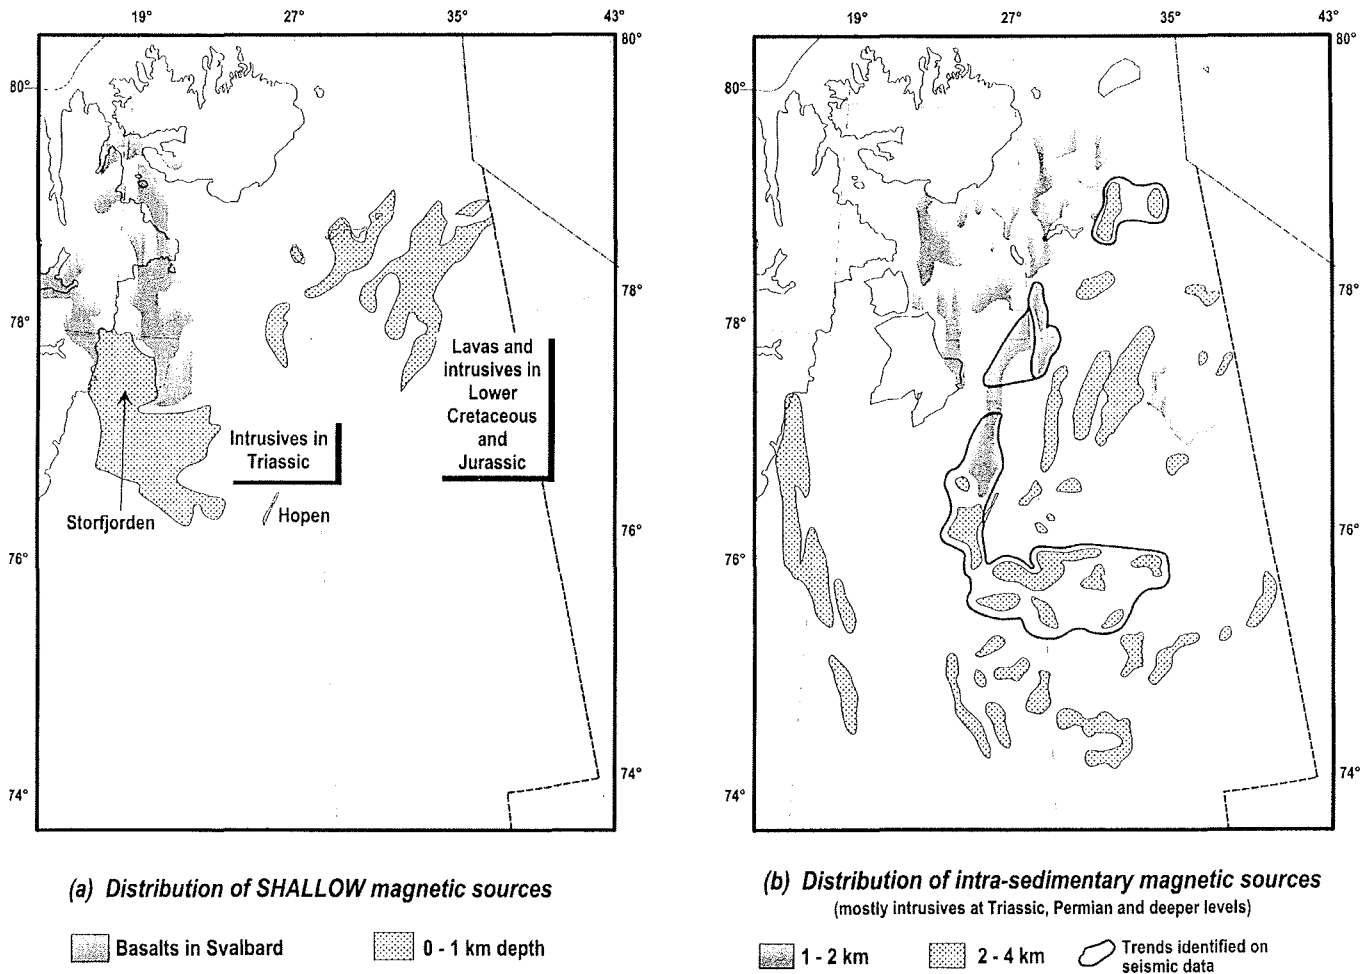 19°
27°
35°
43°
80°
80°
78°
78°
76°
76°
74°
74°
Lavas and
intrusives in
Lower
Cretaceous
and
Jurassic
Intrusives in
Triassic
Storfjorden
Hopen
(a) Distribution of SHALLOW magnetic sources
Basalts in Svalbard
0 - 1 km depth
19°
27°
35°
43°
80°
80°
78°
78°
76°
76°
74°
74°
(b) Distribution of intra-sedimentary magnetic sources
(mostly intrusives at Triassic, Permian and deeper levels)
1 - 2 km
2 - 4 km
Trends identified on
seismic data